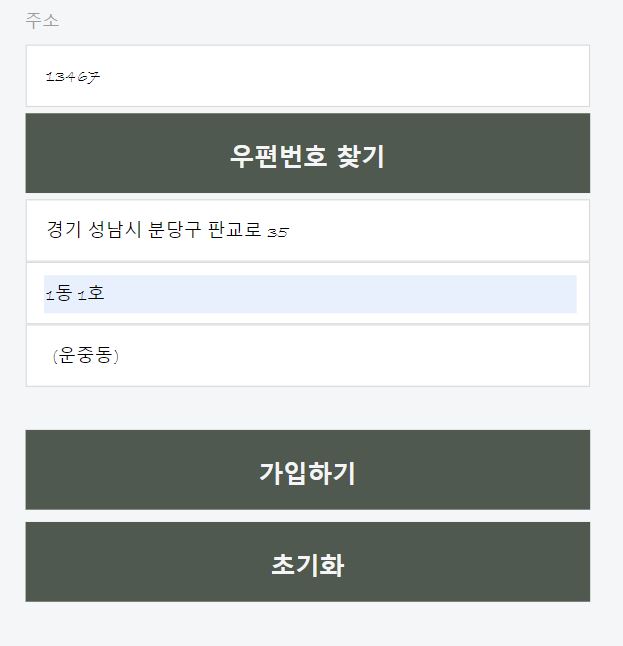 주소
13467
우편번호 찾기
경기 성남시 분당구 판교로 35
1동 1호
(운중동)
가입하기
초기화